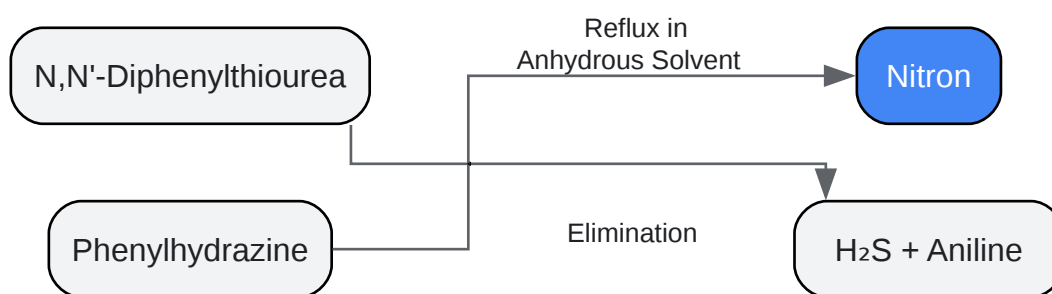 Reflux in
Anhydrous Solvent
N,N'-Diphenylthiourea
Nitron
Phenylhydrazine
Elimination
H₂S + Aniline